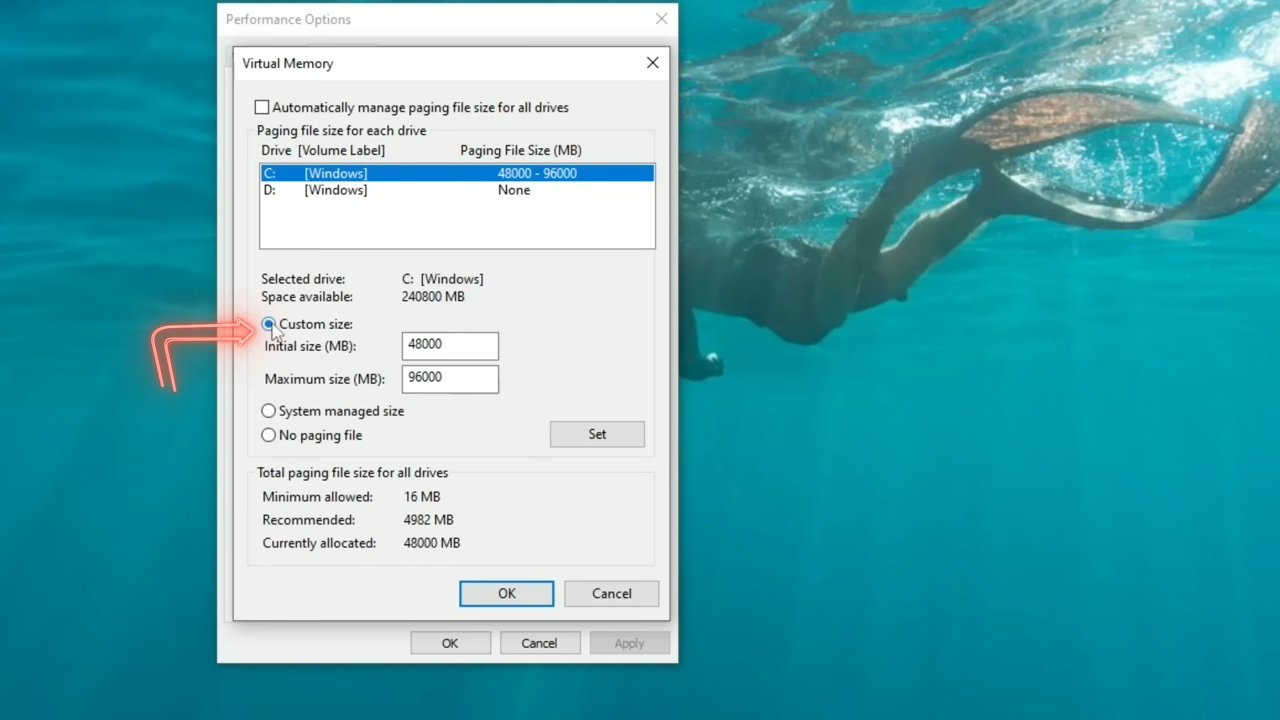 Performance Options
Virtual Memory
Automatically manage paging file size for all drives
Paging file size for each drive
Drive [Volume Label] Paging File Size (MB)
C: [Windows] 48000 - 96000
D: [Windows] None
Selected drive: C: [Windows]
Space available: 240800 MB
Custom size:
Initial size (MB): 48000
Maximum size (MB): 96000
System managed size
No paging file
Set
Total paging file size for all drives
Minimum allowed: 16 MB
Recommended: 4982 MB
Currently allocated: 48000 MB
OK Cancel
OK Cancel Apply